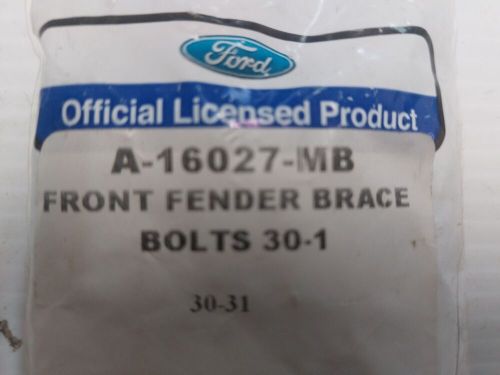 Ford
Official Licensed Product
A-16027-MB
FRONT FENDER BRACE
BOLTS 30-1
30-31